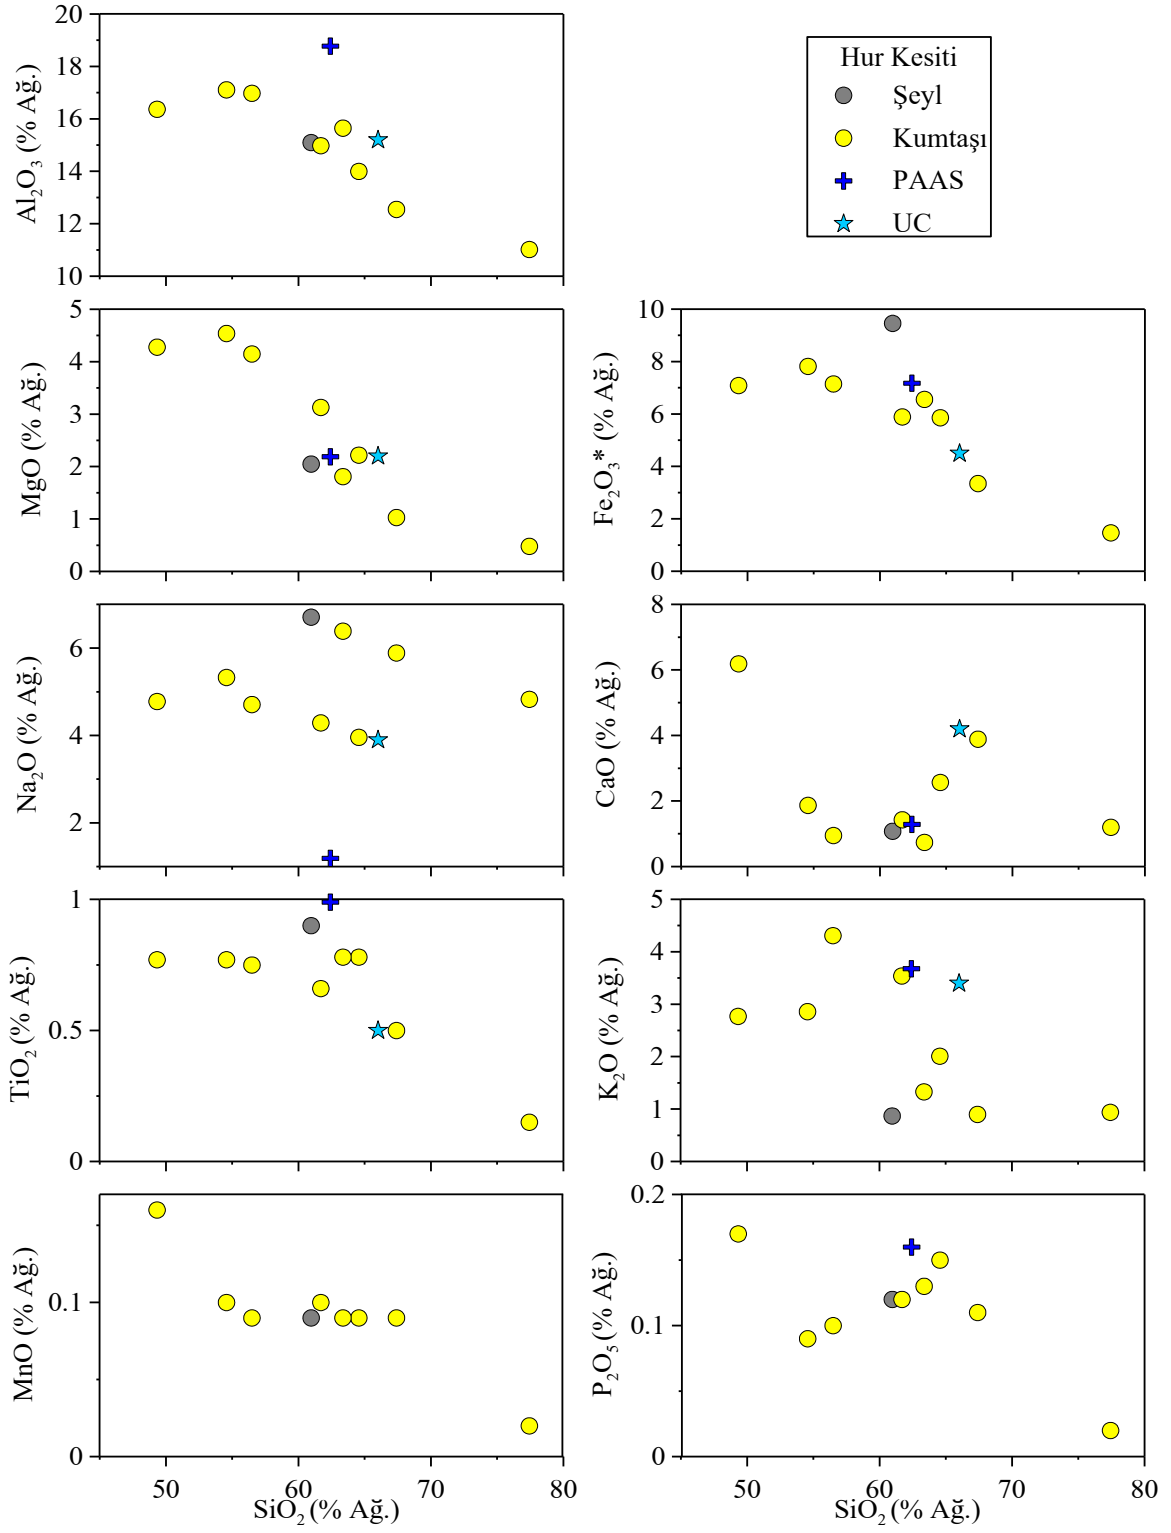 20
18
16
14
12
10
Al₂O₃ (% Ağ.)
Hur Kesiti
Şeyl
Kumtaşı
PAAS
UC
5
4
3
2
1
0
MgO (% Ağ.)
10
8
6
4
2
0
Fe₂O₃* (% Ağ.)
6
4
2
Na₂O (% Ağ.)
8
6
4
2
0
CaO (% Ağ.)
1
0.5
0
TiO₂ (% Ağ.)
5
4
3
2
1
0
K₂O (% Ağ.)
0.1
0
MnO (% Ağ.)
50 60 70 80
SiO₂ (% Ağ.)
0.2
0.1
0
P₂O₅ (% Ağ.)
50 60 70 80
SiO₂ (% Ağ.)